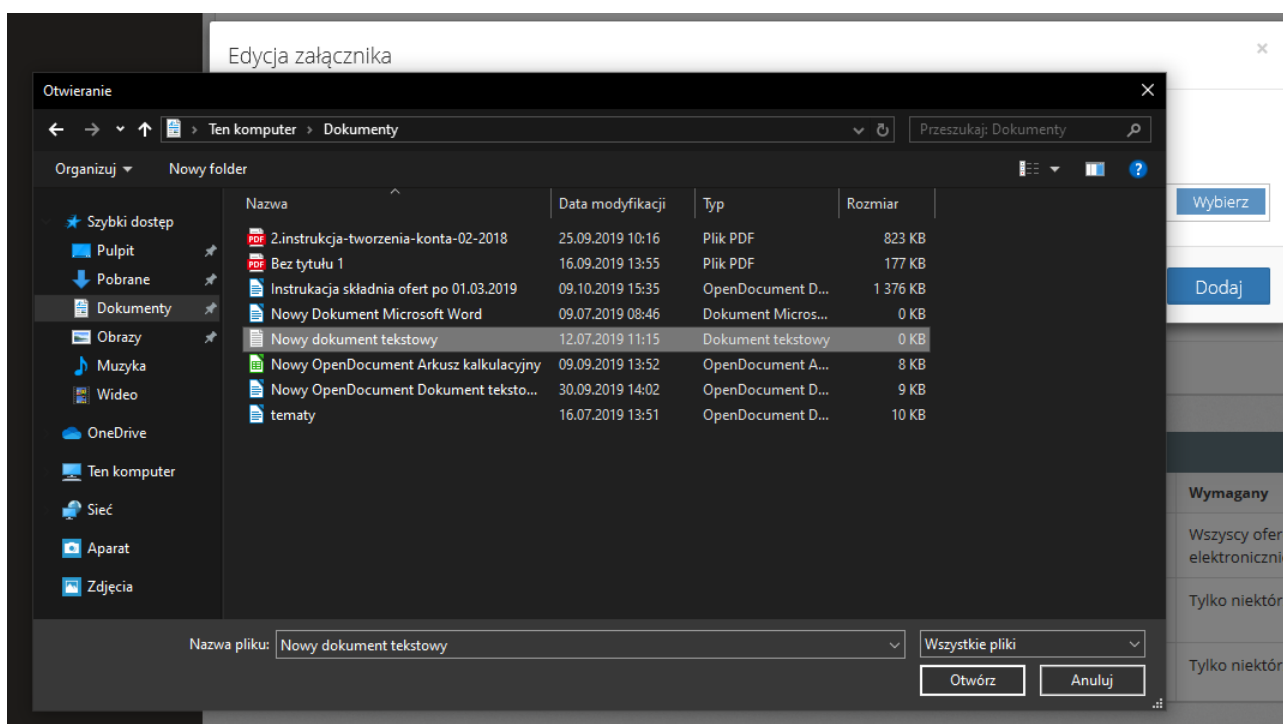 Edycja załącznika
×
Otwieranie
Ten komputer > Dokumenty
Przeszukaj: Dokumenty
Organizuj
Nowy folder
?
Nazwa Data modyfikacji Typ Rozmiar
Wybierz
Szybki dostęp
Pulpit
Pobrane
Dokumenty
Obrazy
Muzyka
Wideo
OneDrive
Ten komputer
Sieć
Aparat
Zdjęcia
PDF 2.instrukcja-tworzenia-konta-02-2018 25.09.2019 10:16 Plik PDF 823 KB
PDF Bez tytułu 1 16.09.2019 13:55 Plik PDF 177 KB
Instrukacja składnia ofert po 01.03.2019 09.10.2019 15:35 OpenDocument D... 1 376 KB
Nowy Dokument Microsoft Word 09.07.2019 08:46 Dokument Micros... 0 KB
Nowy dokument tekstowy 12.07.2019 11:15 Dokument tekstowy 0 KB
Nowy OpenDocument Arkusz kalkulacyjny 09.09.2019 13:52 OpenDocument A... 8 KB
Nowy OpenDocument Dokument teksto... 30.09.2019 14:02 OpenDocument D... 9 KB
tematy 16.07.2019 13:51 OpenDocument D... 10 KB
Dodaj
Wymagany
Wszyscy ofer
elektroniczni
Tylko niektór
Tylko niektór
Nazwa pliku: Nowy dokument tekstowy
Wszystkie pliki
Otwórz Anuluj